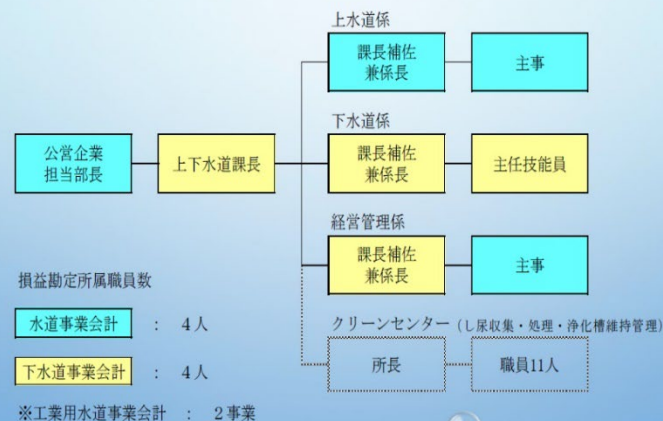 上水道係
課長補佐
兼係長
主事
公営企業
担当部長
上下水道課長
下水道係
課長補佐
兼係長
主任技能員
経営管理係
課長補佐
兼係長
主事
クリーンセンター(し尿収集・処理・浄化槽維持管理)
所長
職員11人
損益勘定所属職員数
水道事業会計 : 4人
下水道事業会計 : 4人
※工業用水道事業会計 : 2事業